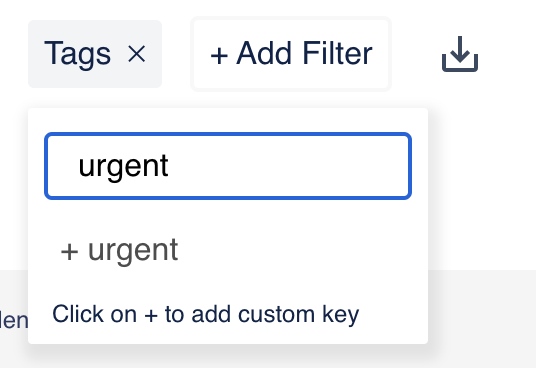 Tags ×
+ Add Filter
urgent
+ urgent
Click on + to add custom key